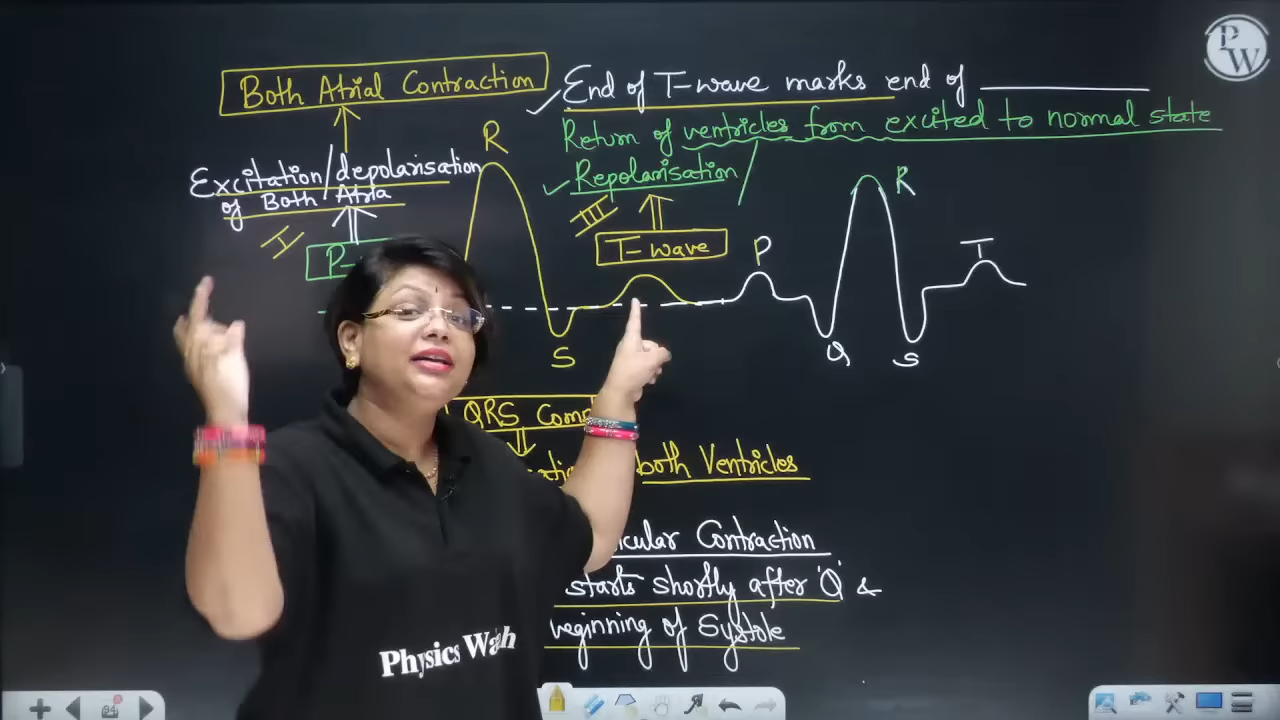 Both Atrial Contraction
End of T-wave marks end of
Return of ventricles from excited to normal state
Excitation/depolarisation
of Both Atria
Repolarisation
I
III
P-
T-wave
R
S
P
Q
R
S
T
QRS Comp
both Ventricles
Contraction
starts shortly after 'Q' &
beginning of Systole
Physics Wa
PW
84